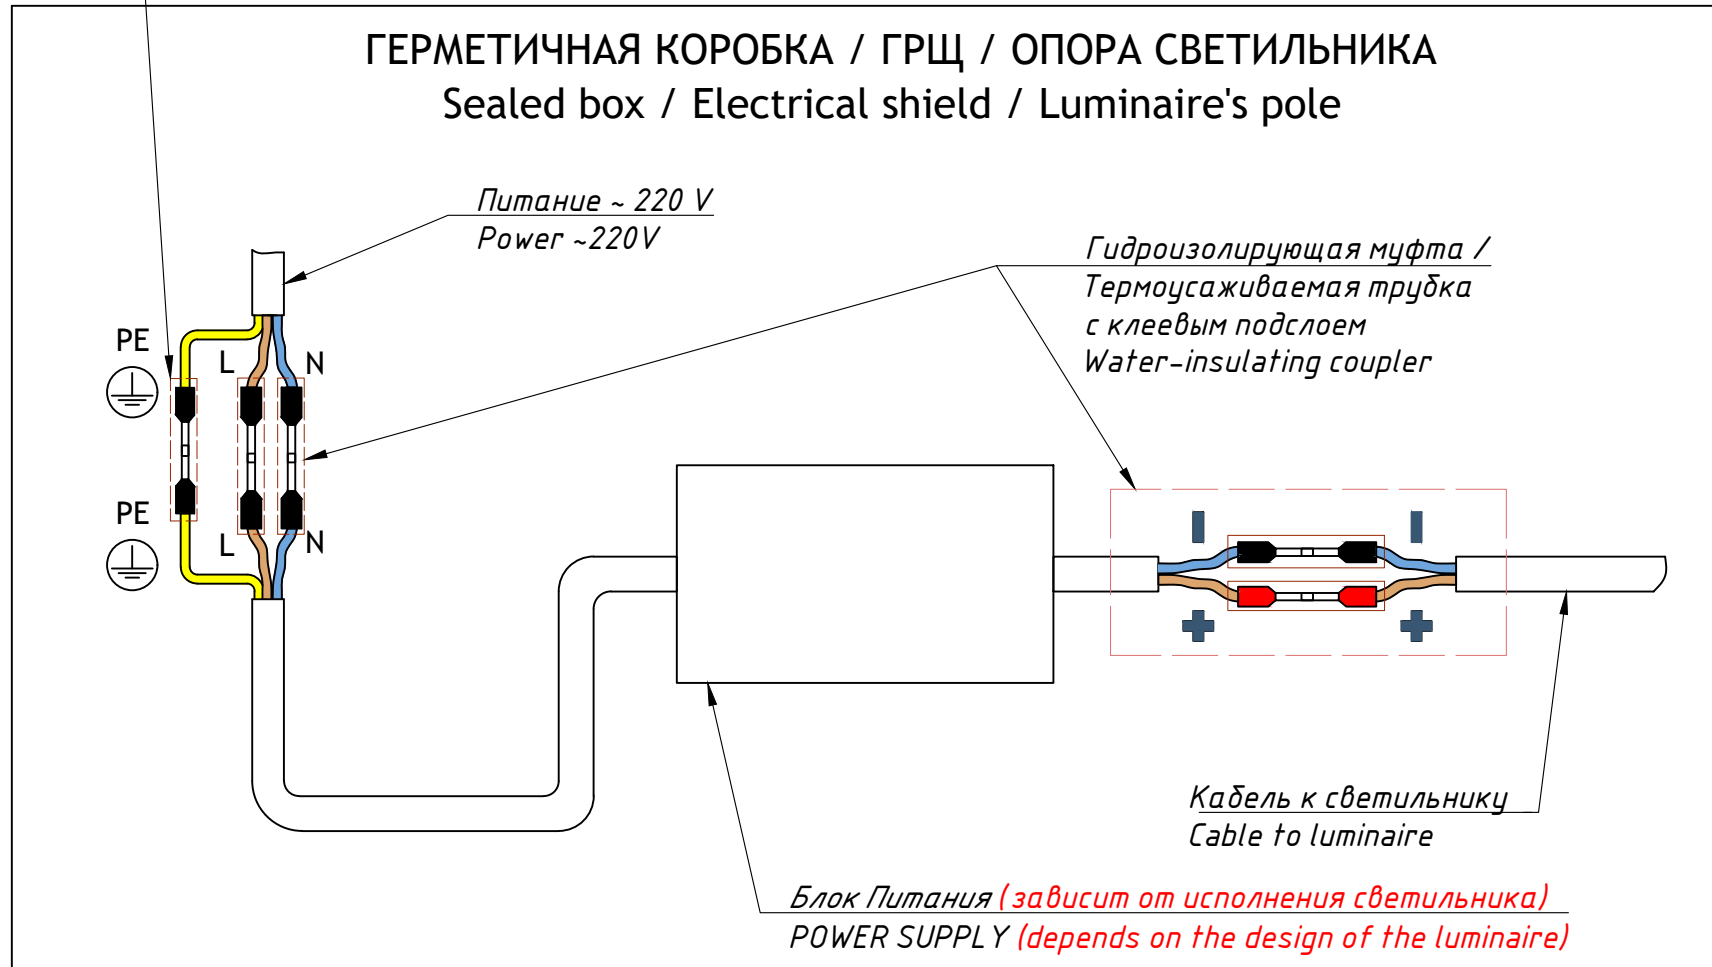 ГЕРМЕТИЧНАЯ КОРОБКА / ГРЩ / ОПОРА СВЕТИЛЬНИКА
Sealed box / Electrical shield / Luminaire's pole
Питание ~ 220 V
Power ~220V
Гидроизолирующая муфта /
Термоусаживаемая трубка
с клеевым подслоем
Water-insulating coupler
PE
L
N
PE
L
N
Кабель к светильнику
Cable to luminaire
Блок Питания (зависит от исполнения светильника)
POWER SUPPLY (depends on the design of the luminaire)